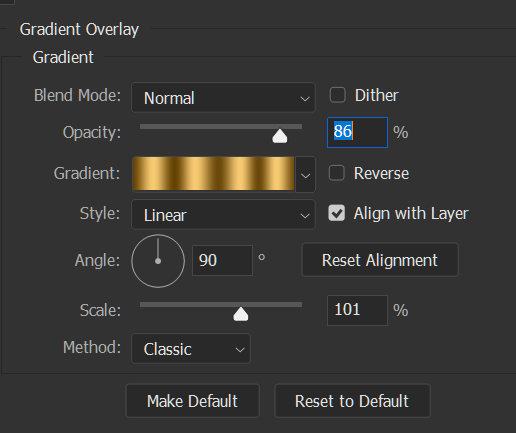 Gradient Overlay
Gradient
Blend Mode: Normal Dither
Opacity: 86 %
Gradient: Reverse
Style: Linear Align with Layer
Angle: 90 ° Reset Alignment
Scale: 101 %
Method: Classic
Make Default Reset to Default